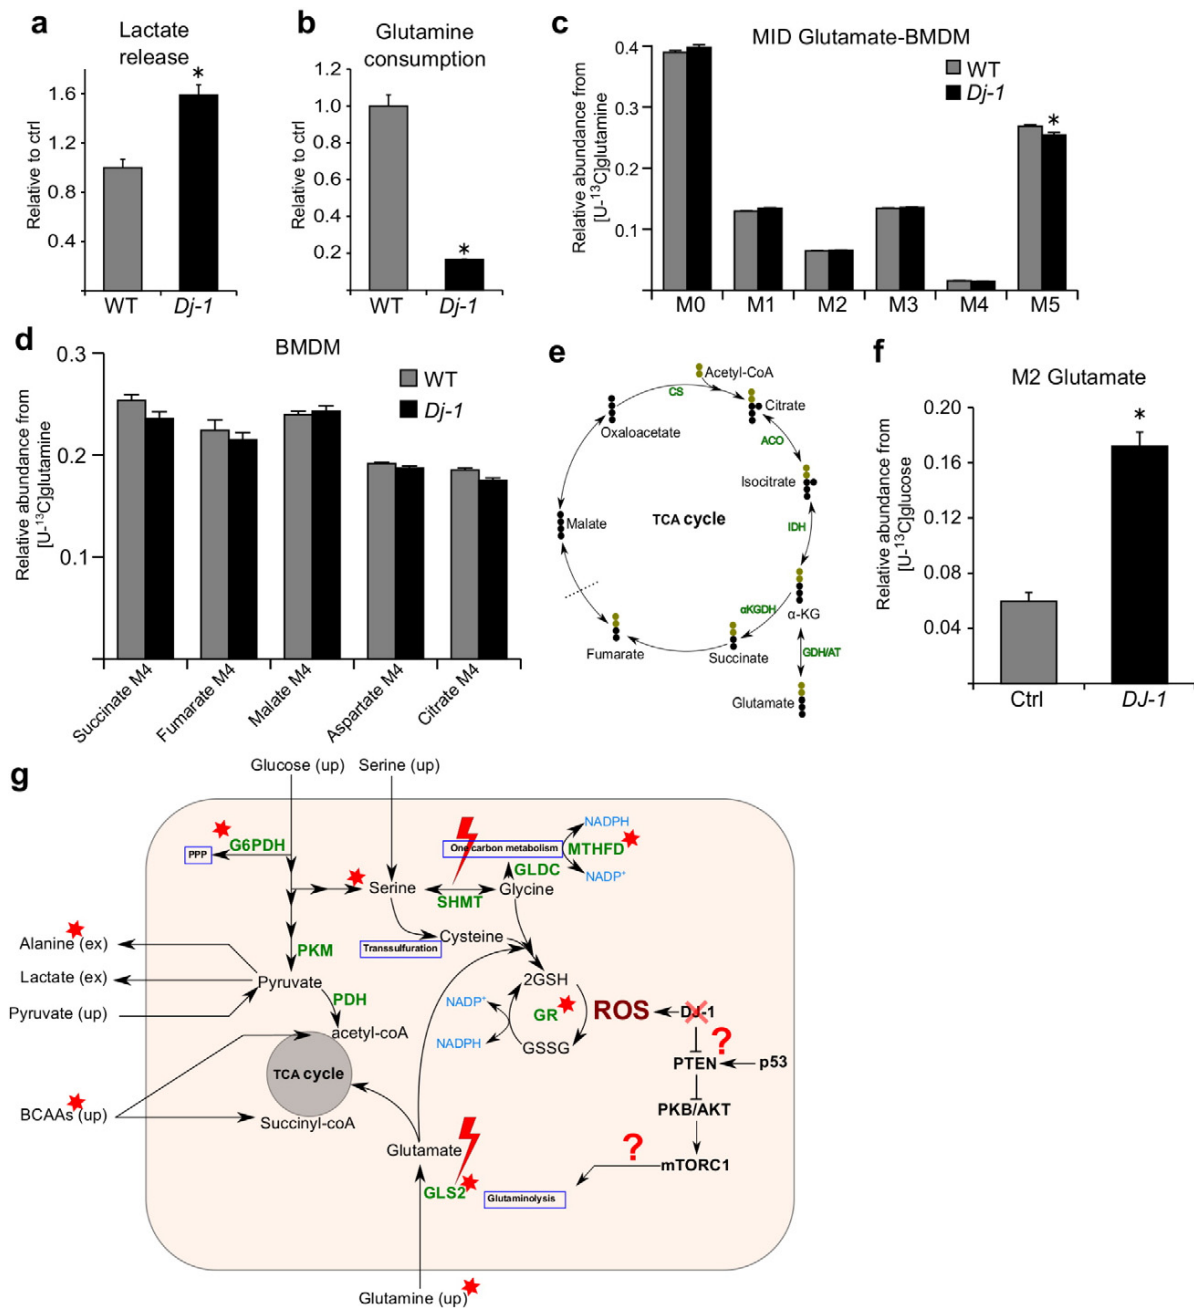 a
Lactate
release
Relative to ctrl
1.6
1.2
0.8
0.4
*
WT
Dj-1
b
Glutamine
consumption
Relative to ctrl
1.2
1.0
0.8
0.6
0.4
0.2
*
WT
Dj-1
c
MID Glutamate-BMDM
WT
Dj-1
Relative abundance from
[U-¹³C]glutamine
0.4
0.3
0.2
0.1
*
M0 M1 M2 M3 M4 M5
d
BMDM
WT
Dj-1
Relative abundance from
[U-¹³C]glutamine
0.3
0.2
0.1
Succinate M4
Fumarate M4
Malate M4
Aspartate M4
Citrate M4
e
Acetyl-CoA
CS
Citrate
Oxaloacetate
ACO
Isocitrate
Malate
TCA cycle
IDH
αKGDH
α-KG
Fumarate
Succinate
GDH/AT
Glutamate
f
M2 Glutamate
Relative abundance from
[U-¹³C]glucose
0.20
0.16
0.12
0.08
0.04
*
Ctrl
DJ-1
g
Glucose (up)
Serine (up)
NADPH
G6PDH
PPP
One carbon metabolism
MTHFD
GLDC
NADP⁺
Serine
Glycine
SHMT
Alanine (ex)
Transsulfuration
Cysteine
PKM
Lactate (ex)
Pyruvate
2GSH
PDH
NADP⁺
GR
ROS
DJ-1
Pyruvate (up)
acetyl-coA
NADPH
GSSG
?
PTEN
p53
TCA cycle
BCAAs (up)
Succinyl-coA
PKB/AKT
Glutamate
?
mTORC1
GLS2
Glutaminolysis
Glutamine (up)